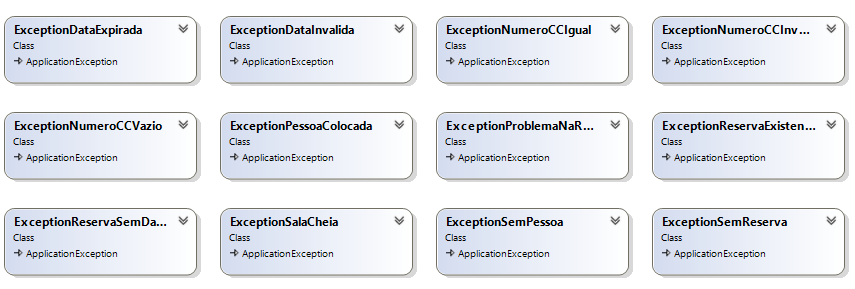 ExceptionDataExpirada
Class
ApplicationException
ExceptionDataInvalida
Class
ApplicationException
ExceptionNumeroCCIgual
Class
ApplicationException
ExceptionNumeroCCInv...
Class
ApplicationException
ExceptionNumeroCCVazio
Class
ApplicationException
ExceptionPessoaColocada
Class
ApplicationException
ExceptionProblemaNaR...
Class
ApplicationException
ExceptionReservaExisten...
Class
ApplicationException
ExceptionReservaSemDa...
Class
ApplicationException
ExceptionSalaCheia
Class
ApplicationException
ExceptionSemPessoa
Class
ApplicationException
ExceptionSemReserva
Class
ApplicationException